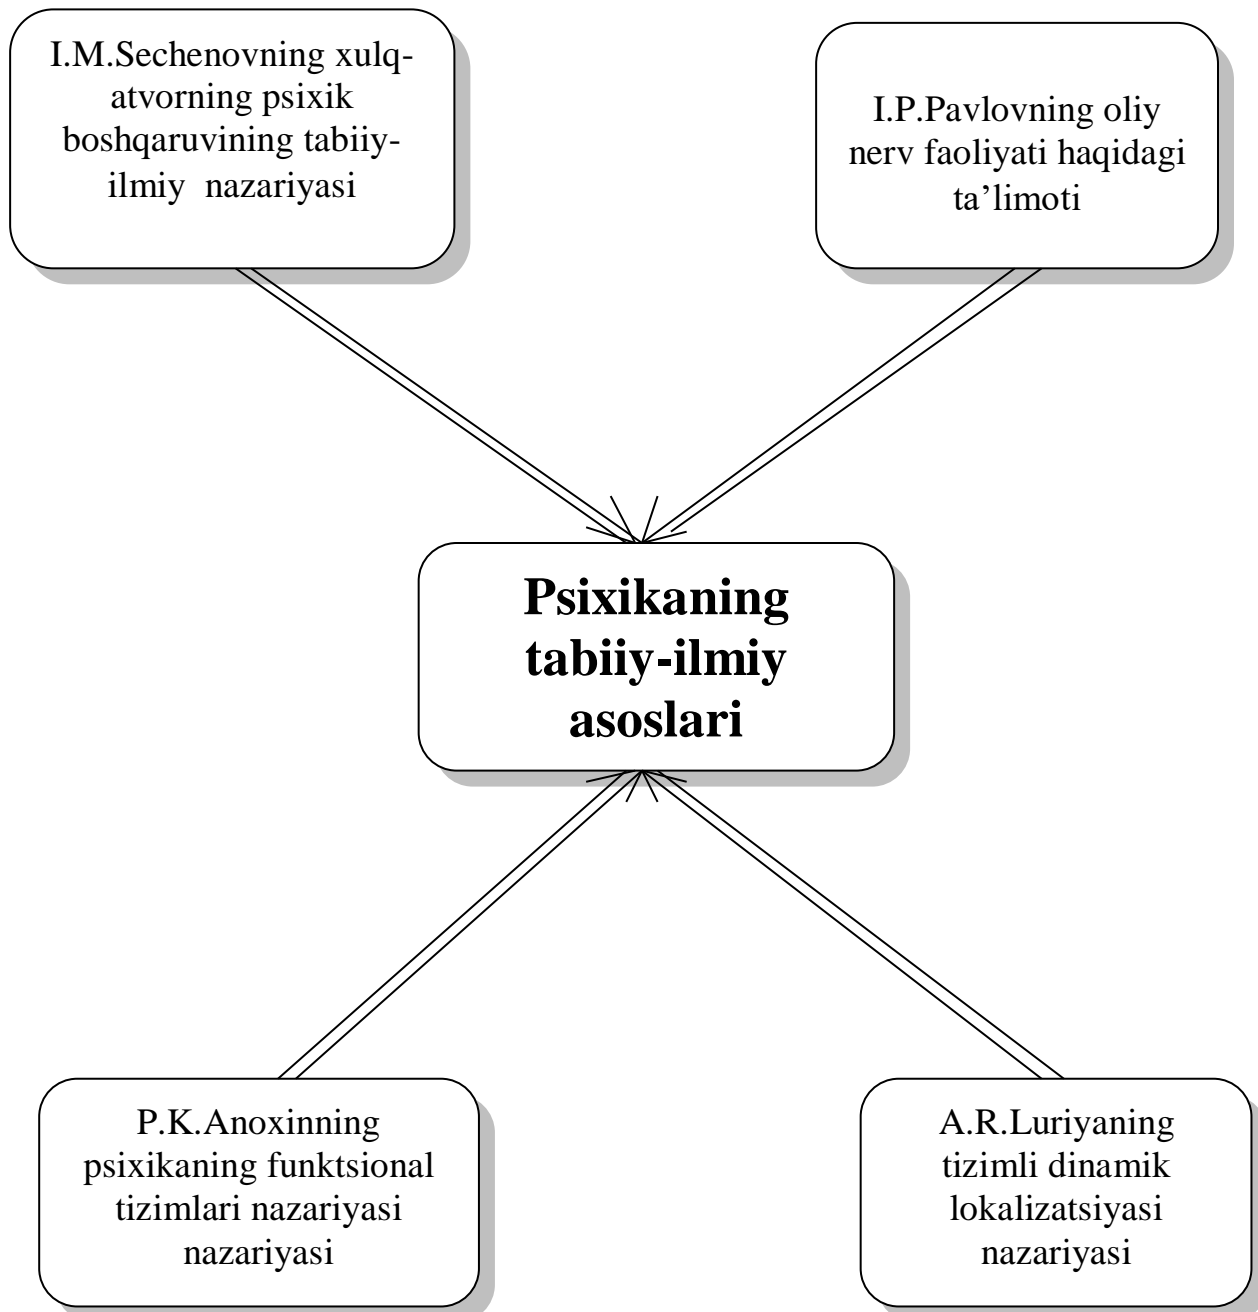 I.M.Sechenovning xulq-
atvorning psixik
boshqaruvining tabiiy-
ilmiy nazariyasi
I.P.Pavlovning oliy
nerv faoliyati haqidagi
ta’limoti
Psixikaning
tabiiy-ilmiy
asoslari
P.K.Anoxinning
psixikaning funktsional
tizimlari nazariyasi
nazariyasi
A.R.Luriyaning
tizimli dinamik
lokalizatsiyasi
nazariyasi